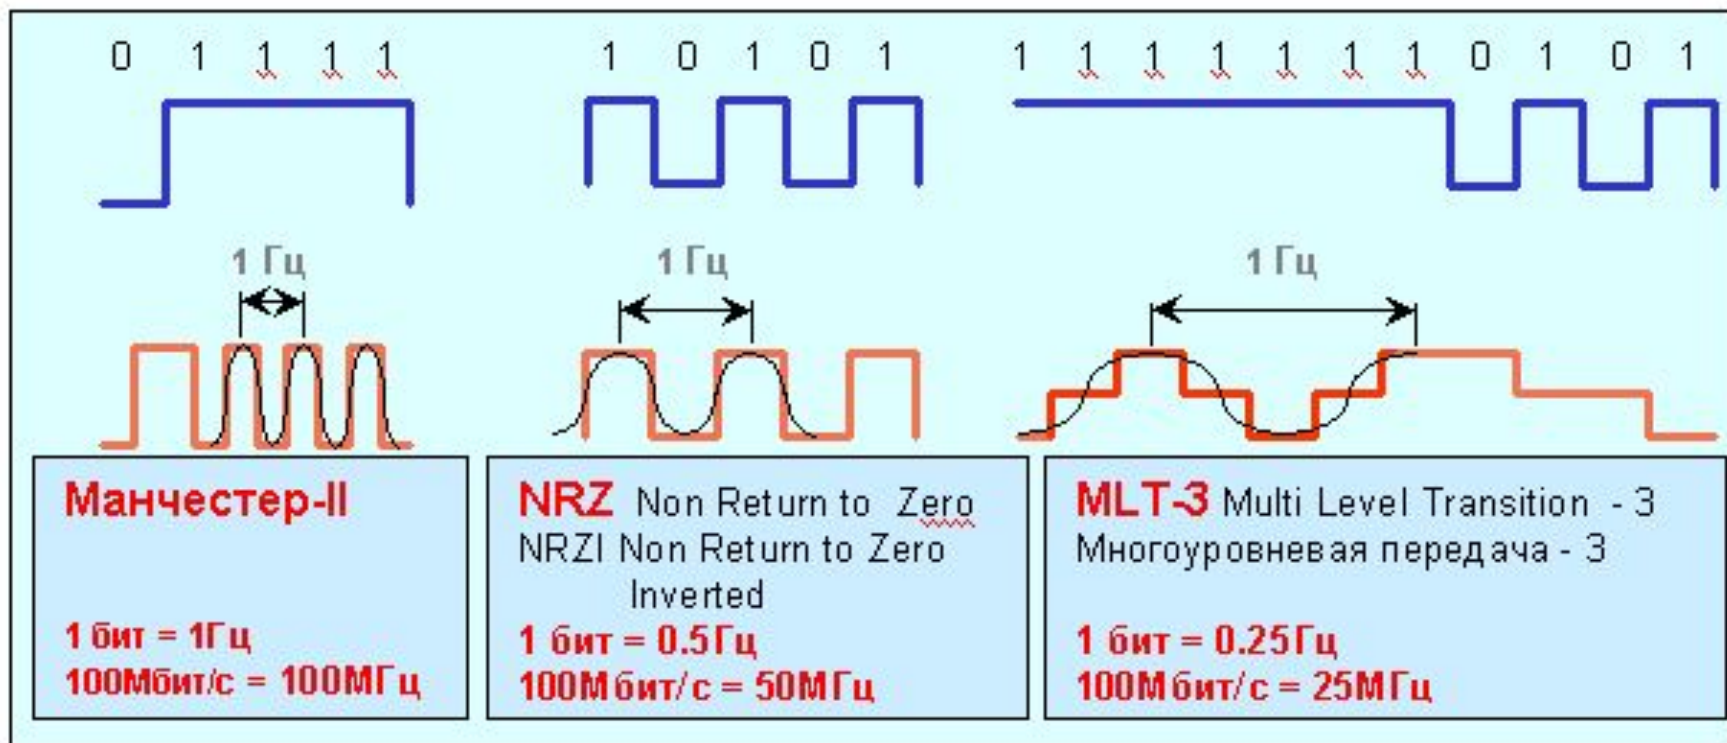 0 1 1 1 1
1 0 1 0 1
1 1 1 1 1 1 1 0 1 0 1
1 Гц
1 Гц
1 Гц
Манчестер-II
1 бит = 1Гц
100Мбит/с = 100МГц
NRZ Non Return to Zero
NRZI Non Return to Zero
Inverted
1 бит = 0.5Гц
100Мбит/с = 50МГц
MLT-3 Multi Level Transition - 3
Многоуровневая передача - 3
1 бит = 0.25Гц
100Мбит/с = 25МГц